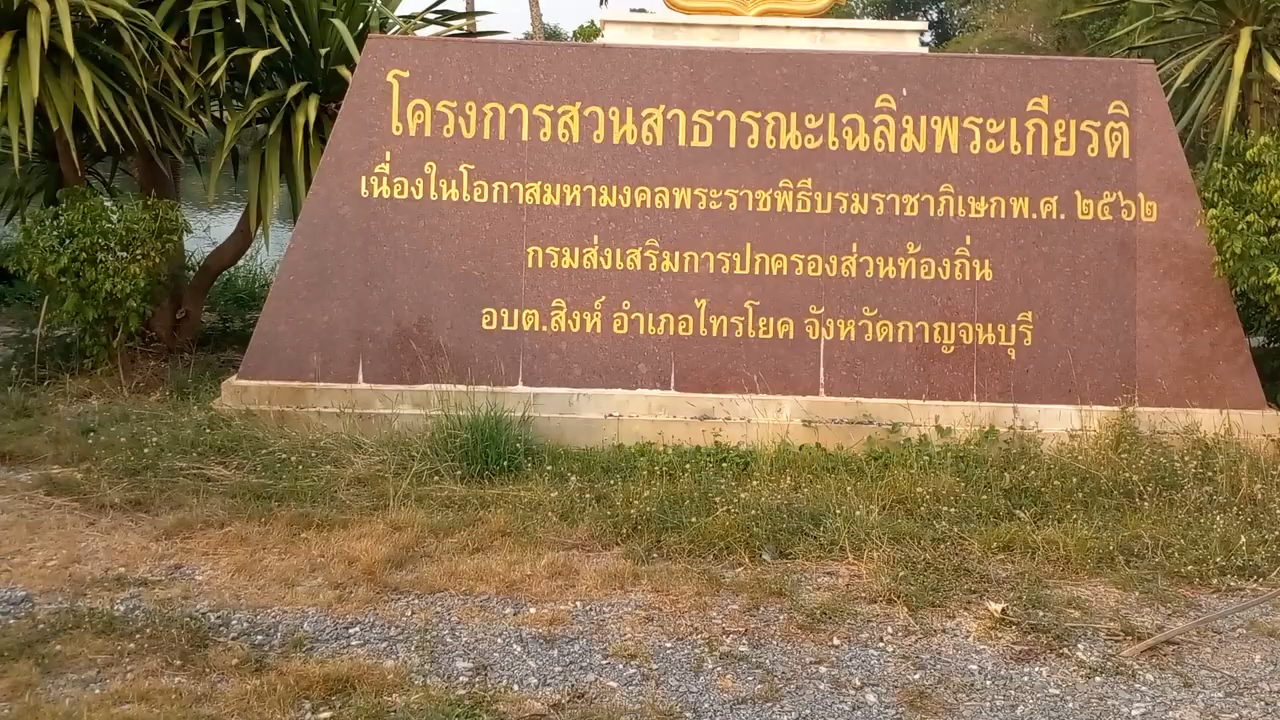 โครงการสวนสาธารณะเฉลิมพระเกียรติ
เนื่องในโอกาสมหามงคลพระราชพิธีบรมราชาภิเษกพ.ศ. ๒๕๖๒
กรมส่งเสริมการปกครองส่วนท้องถิ่น
อบต.สิงห์ อำเภอไทรโยค จังหวัดกาญจนบุรี